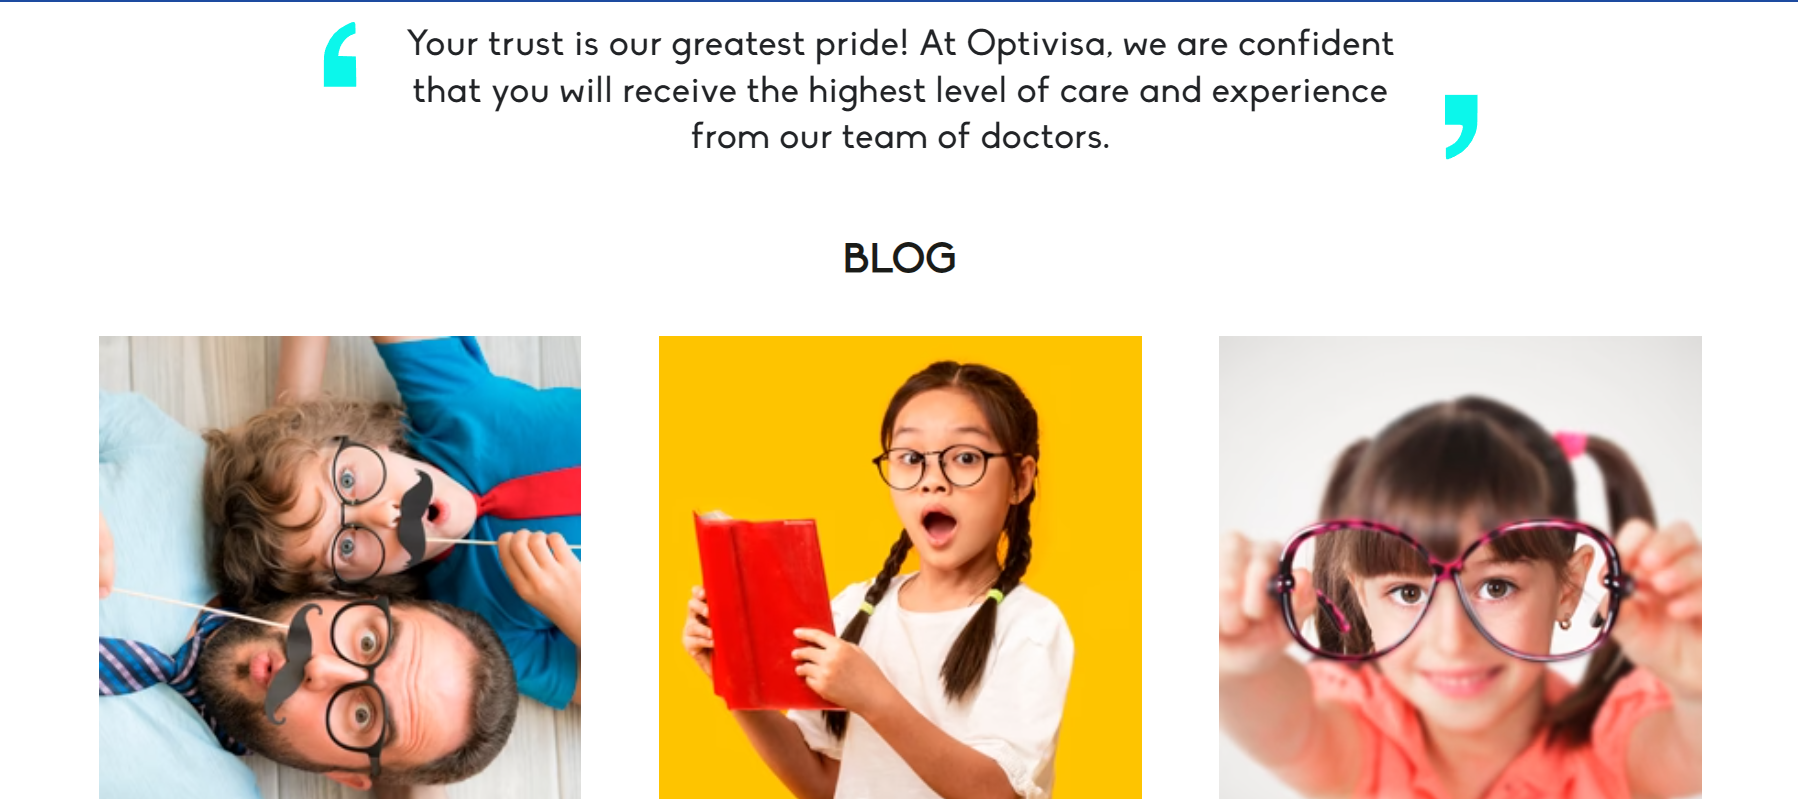 Your trust is our greatest pride! At Optivisa, we are confident
that you will receive the highest level of care and experience
from our team of doctors.
BLOG